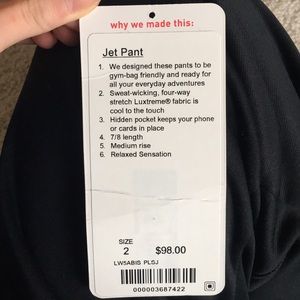 why we made this:
Jet Pant
1. We designed these pants to be
gym-bag friendly and ready for
all your everyday adventures
2. Sweat-wicking, four-way
stretch Luxtreme® fabric is
cool to the touch
3. Hidden pocket keeps your phone
or cards in place
4. 7/8 length
5. Medium rise
6. Relaxed Sensation
SIZE
2 $98.00
LW5ABIS PLSJ
000003687422